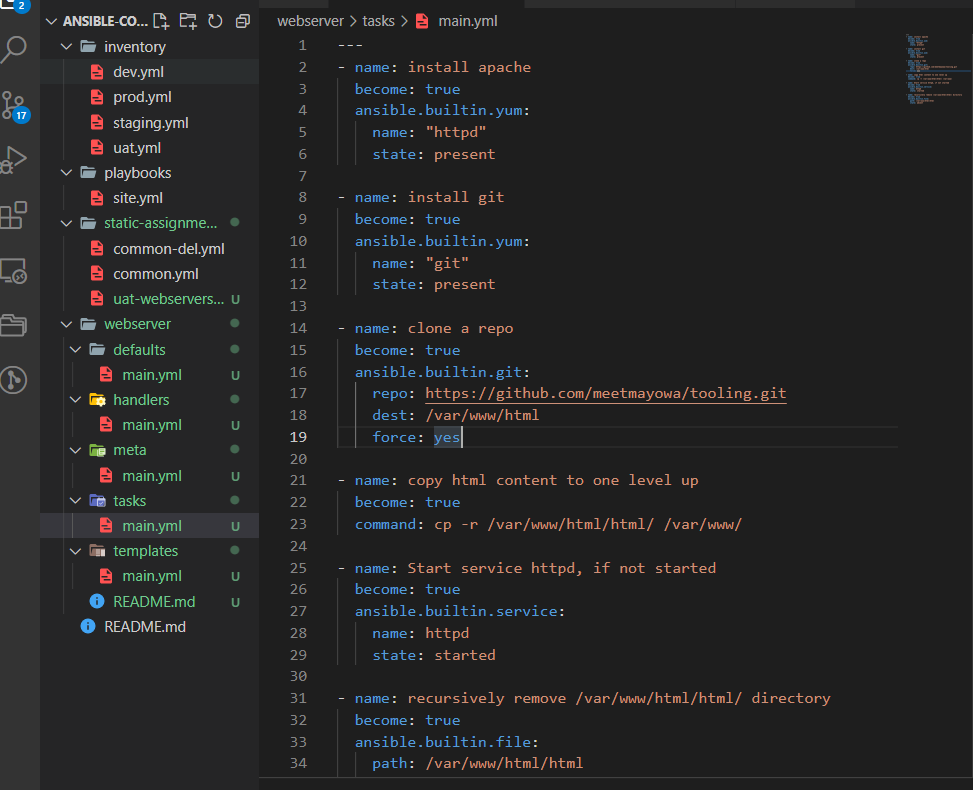 2
17
ANSIBLE-CO...
inventory
dev.yml
prod.yml
staging.yml
uat.yml
playbooks
site.yml
static-assignme...
common-del.yml
common.yml
uat-webservers... U
webserver
defaults
main.yml U
handlers
main.yml U
meta
main.yml U
tasks
main.yml U
templates
main.yml U
README.md U
README.md
webserver > tasks > main.yml
1 ---
2 - name: install apache
3 become: true
4 ansible.builtin.yum:
5 name: "httpd"
6 state: present
7
8 - name: install git
9 become: true
10 ansible.builtin.yum:
11 name: "git"
12 state: present
13
14 - name: clone a repo
15 become: true
16 ansible.builtin.git:
17 repo: https://github.com/meetmayowa/tooling.git
18 dest: /var/www/html
19 force: yes
20
21 - name: copy html content to one level up
22 become: true
23 command: cp -r /var/www/html/html/ /var/www/
24
25 - name: Start service httpd, if not started
26 become: true
27 ansible.builtin.service:
28 name: httpd
29 state: started
30
31 - name: recursively remove /var/www/html/html/ directory
32 become: true
33 ansible.builtin.file:
34 path: /var/www/html/html